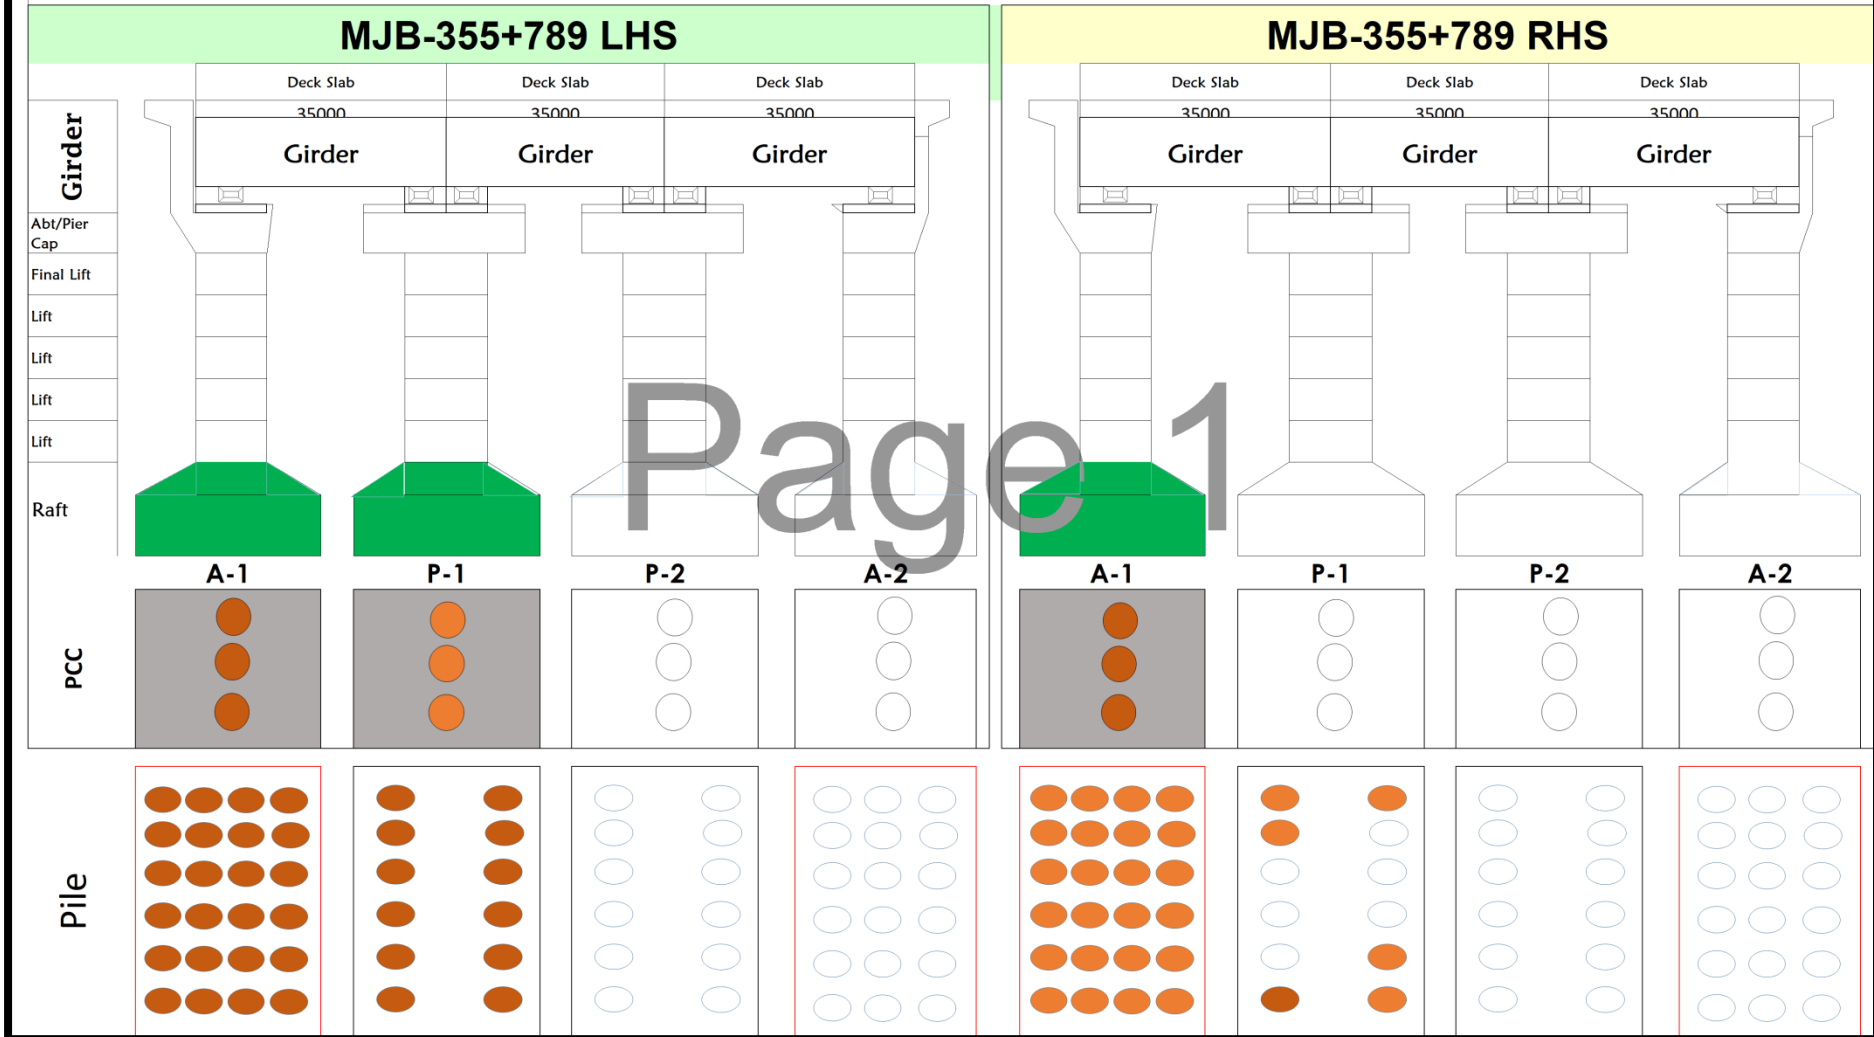 MJB-355+789 LHS
MJB-355+789 RHS
Deck Slab Deck Slab Deck Slab Deck Slab Deck Slab Deck Slab
35000 35000 35000 35000 35000 35000
Girder
Girder Girder Girder Girder Girder Girder
Abt/Pier
Cap
Final Lift
Lift
Lift
Lift
Lift
Page 1
Raft
A-1 P-1 P-2 A-2 A-1 P-1 P-2 A-2
PCC
Pile